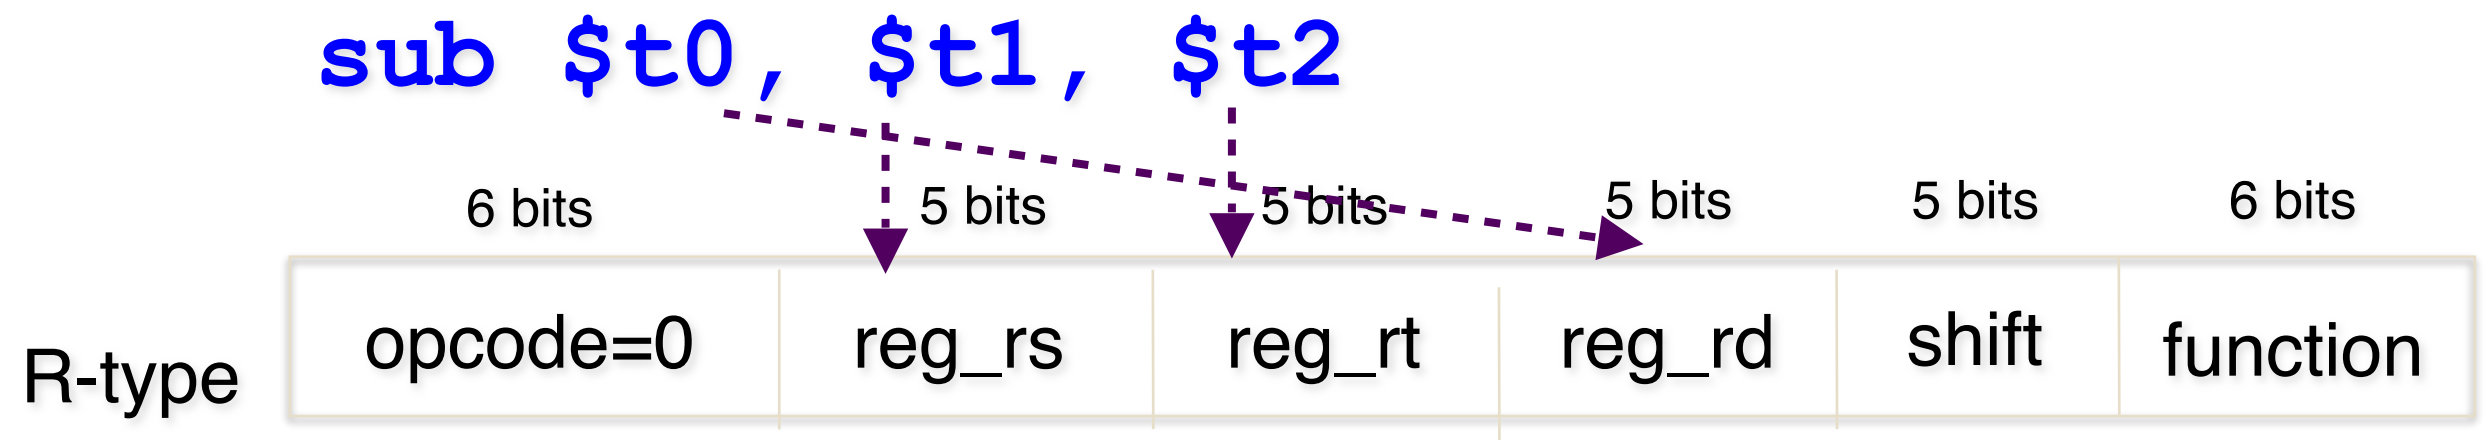 sub $t0, $t1, $t2
6 bits 5 bits 5 bits 5 bits 5 bits 6 bits
R-type opcode=0 reg_rs reg_rt reg_rd shift function